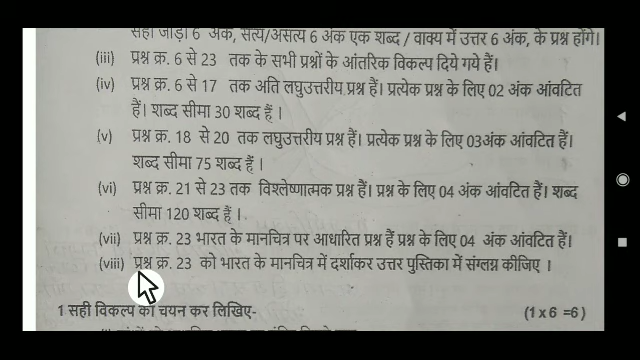 सही जोड़ी 6 अंक, सत्य/असत्य 6 अंक एक शब्द / वाक्य में उत्तर 6 अंक, के प्रश्न होंगे।
(iii) प्रश्न क्र. 6 से 23 तक के सभी प्रश्नों के आंतरिक विकल्प दिये गये हैं।
(iv) प्रश्न क्र. 6 से 17 तक अति लघुउत्तरीय प्रश्न हैं। प्रत्येक प्रश्न के लिए 02 अंक आंवटित
हैं। शब्द सीमा 30 शब्द हैं ।
(v) प्रश्न क्र. 18 से 20 तक लघुउत्तरीय प्रश्न हैं। प्रत्येक प्रश्न के लिए 03अंक आंवटित हैं।
शब्द सीमा 75 शब्द हैं ।
(vi) प्रश्न क्र. 21 से 23 तक विश्लेष्णात्मक प्रश्न हैं। प्रश्न के लिए 04 अंक आंवटित हैं। शब्द
सीमा 120 शब्द हैं ।
(vii) प्रश्न क्र. 23 भारत के मानचित्र पर आधारित प्रश्न हैं प्रश्न के लिए 04 अंक आंवटित हैं।
(viii) प्रश्न क्र. 23 को भारत के मानचित्र में दर्शाकर उत्तर पुस्तिका में संग्लग्न कीजिए ।
1 सही विकल्प का चयन कर लिखिए- (1x6 =6)